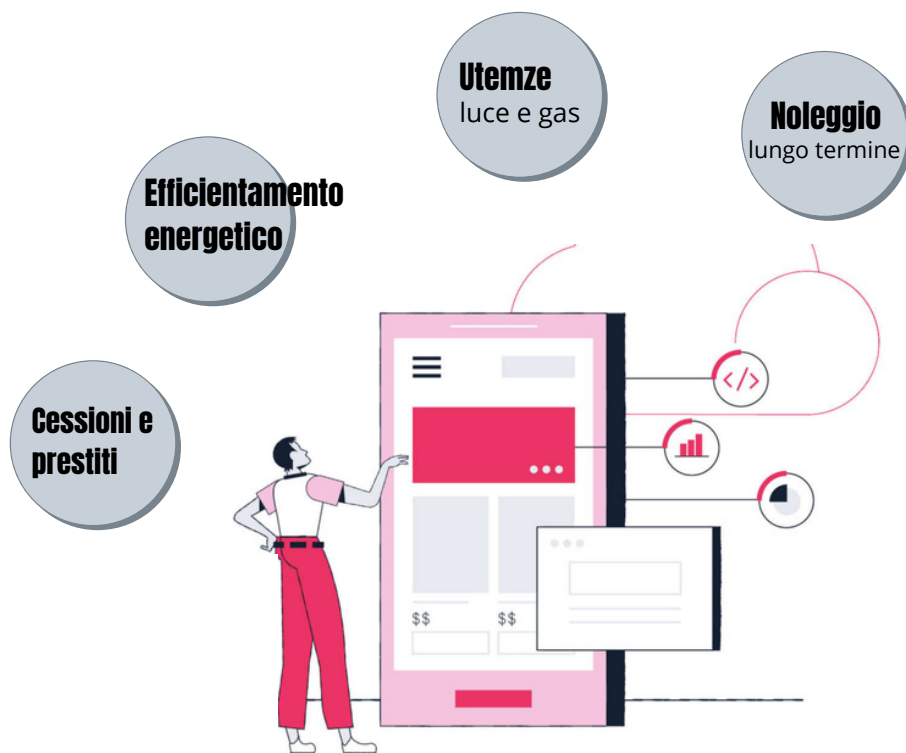 Utemze
luce e gas
Noleggio
lungo termine
Efficientamento
energetico
Cessioni e
prestiti
</>
$$ $$